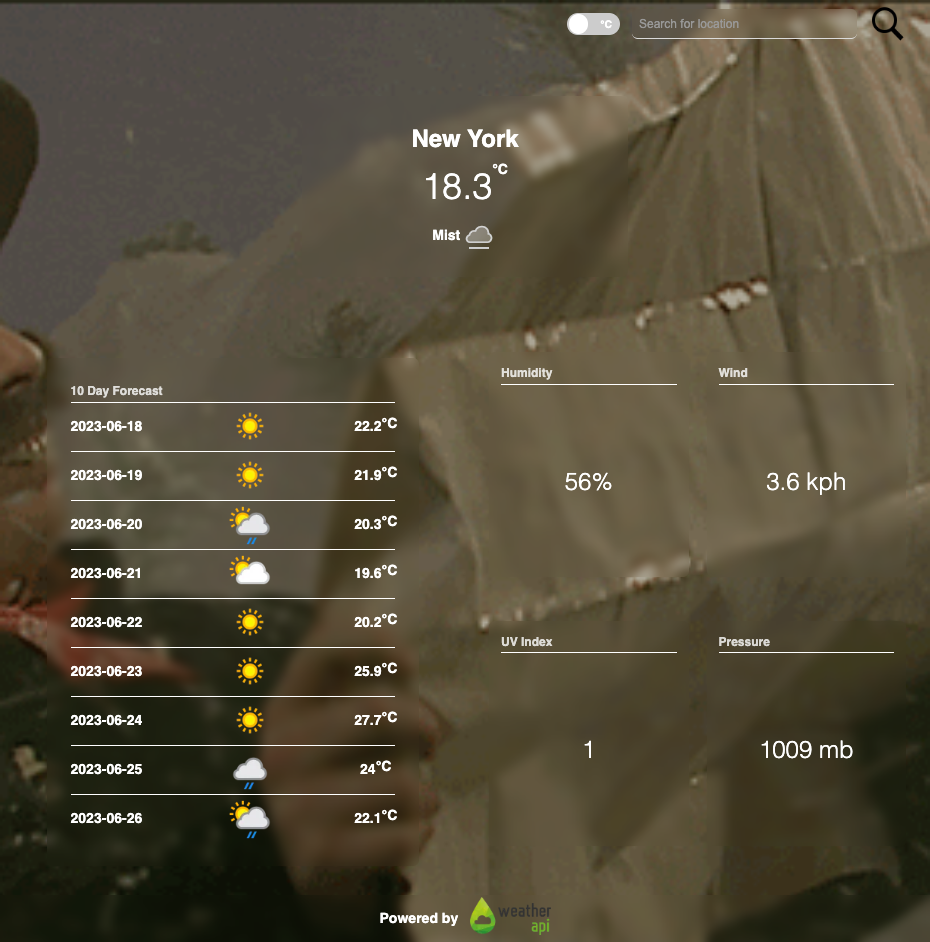 °C
Search for location
New York
18.3°C
Mist
10 Day Forecast
2023-06-18 22.2°C
2023-06-19 21.9°C
2023-06-20 20.3°C
2023-06-21 19.6°C
2023-06-22 20.2°C
2023-06-23 25.9°C
2023-06-24 27.7°C
2023-06-25 24°C
2023-06-26 22.1°C
Humidity
56%
Wind
3.6 kph
UV Index
1
Pressure
1009 mb
Powered by weather
api